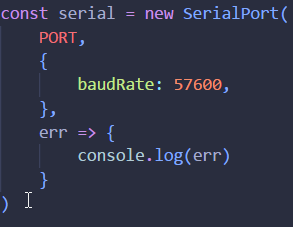 const serial = new SerialPort(
    PORT,
    {
        baudRate: 57600,
    },
    err => {
        console.log(err)
    }
)